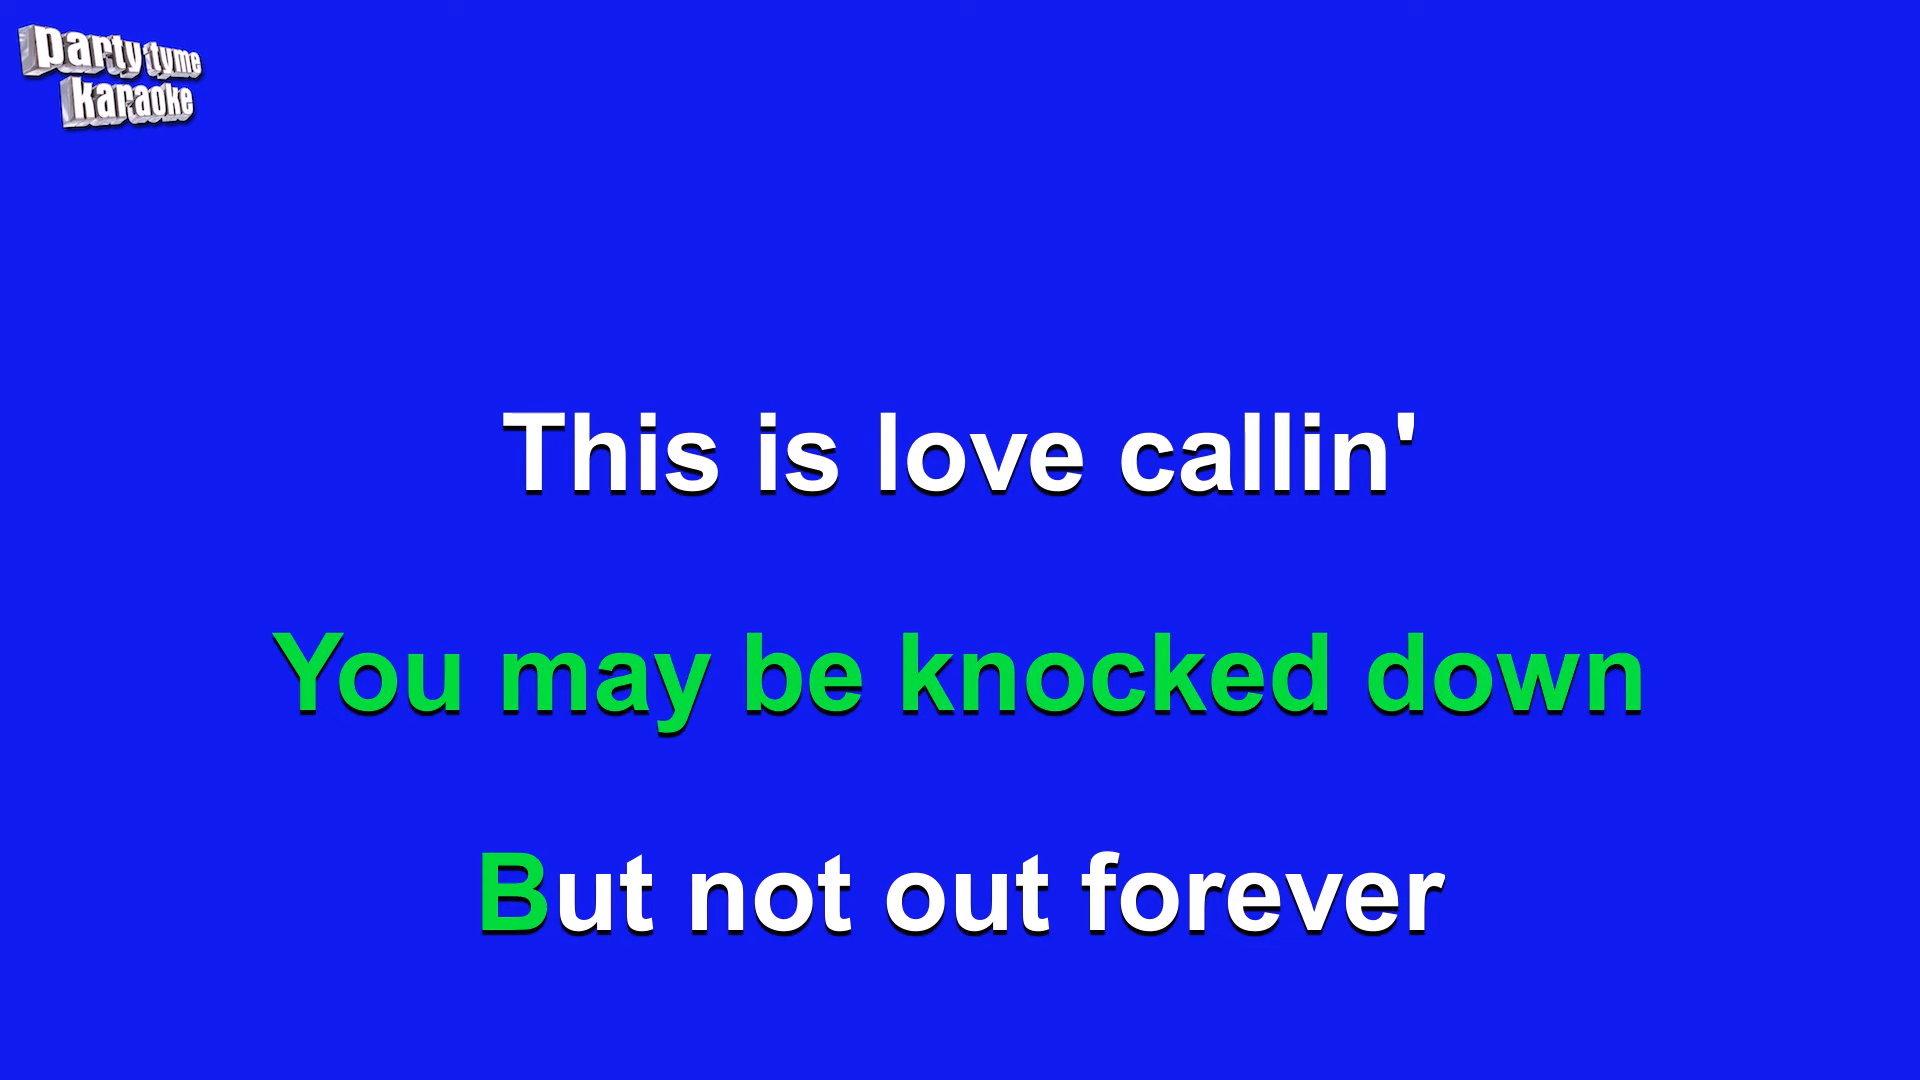 party tyme
karaoke
This is love callin'
You may be knocked down
But not out forever